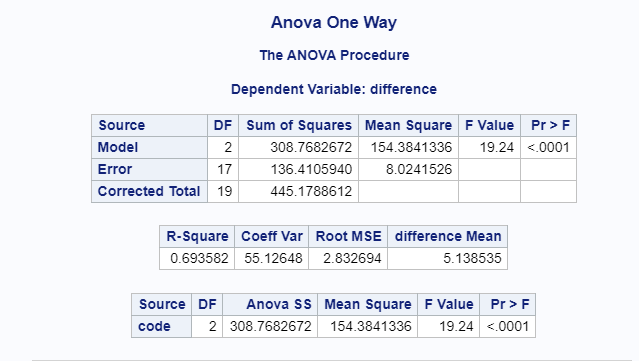 Anova One Way
The ANOVA Procedure
Dependent Variable: difference
Source DF Sum of Squares Mean Square F Value Pr > F
Model 2 308.7682672 154.3841336 19.24 <.0001
Error 17 136.4105940 8.0241526
Corrected Total 19 445.1788612
R-Square Coeff Var Root MSE difference Mean
0.693582 55.12648 2.832694 5.138535
Source DF Anova SS Mean Square F Value Pr > F
code 2 308.7682672 154.3841336 19.24 <.0001